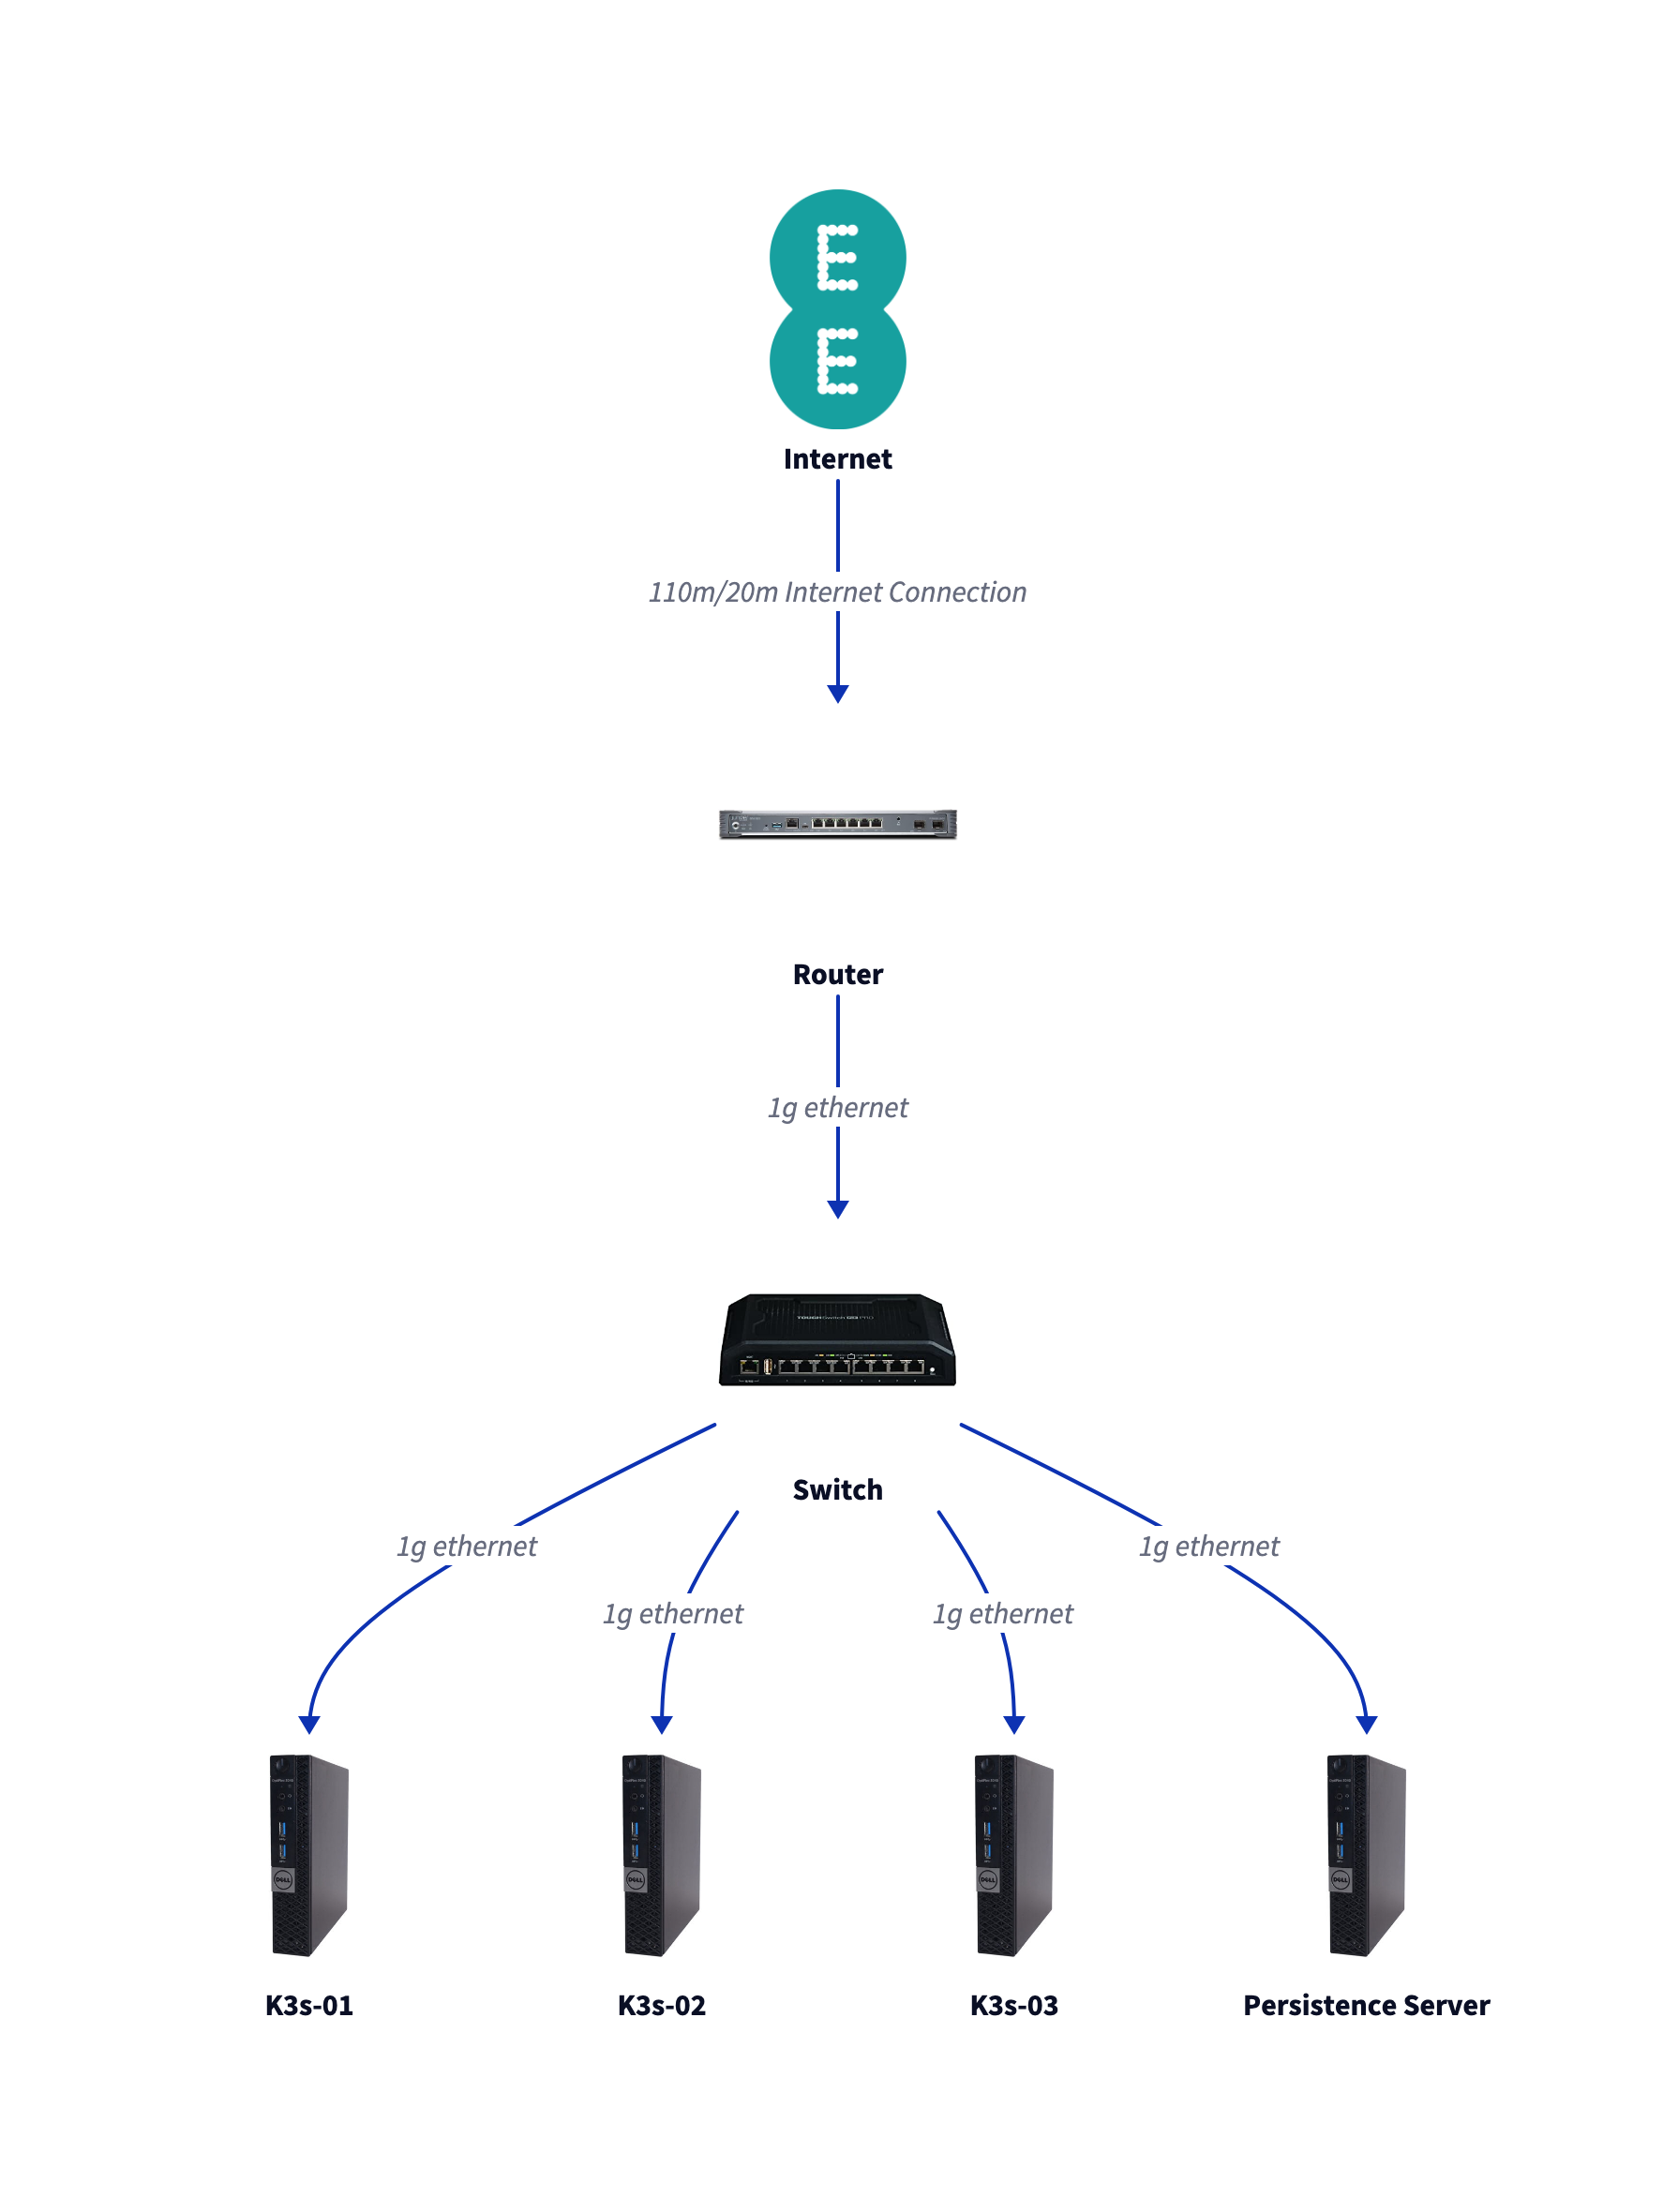 E
E
Internet
110m/20m Internet Connection
Router
1g ethernet
TOUGHSwitch PoE PRO
Switch
1g ethernet
1g ethernet
1g ethernet
1g ethernet
DELL
DELL
DELL
DELL
K3s-01
K3s-02
K3s-03
Persistence Server